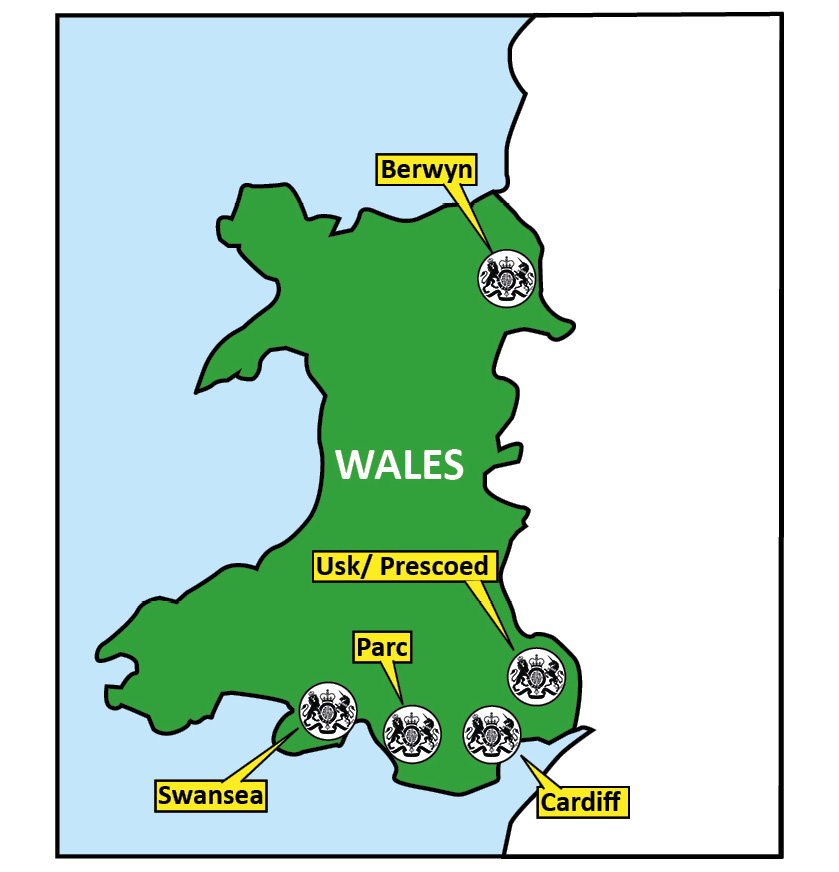 Berwyn
WALES
Usk/ Prescoed
Parc
Swansea
Cardiff